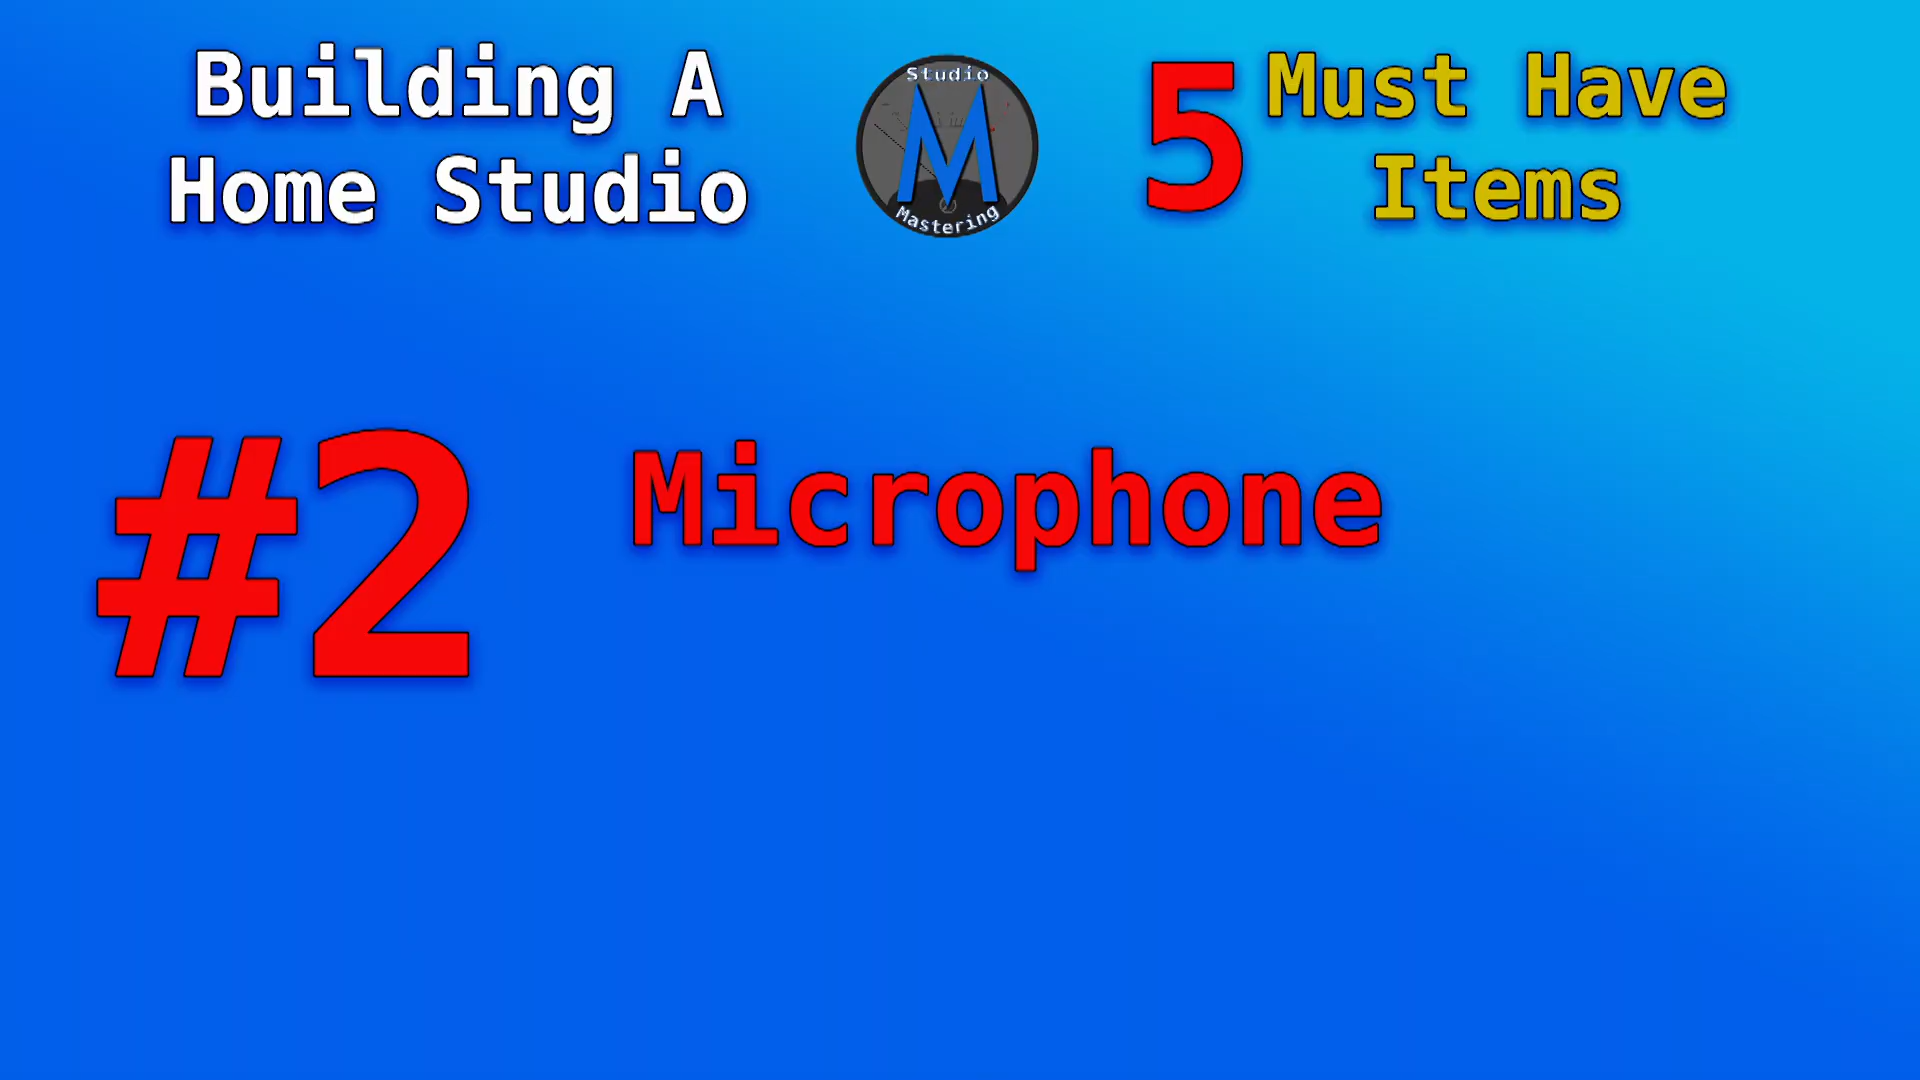 Building A
Home Studio
Studio
M
Mastering
5
Must Have
Items
#2
Microphone